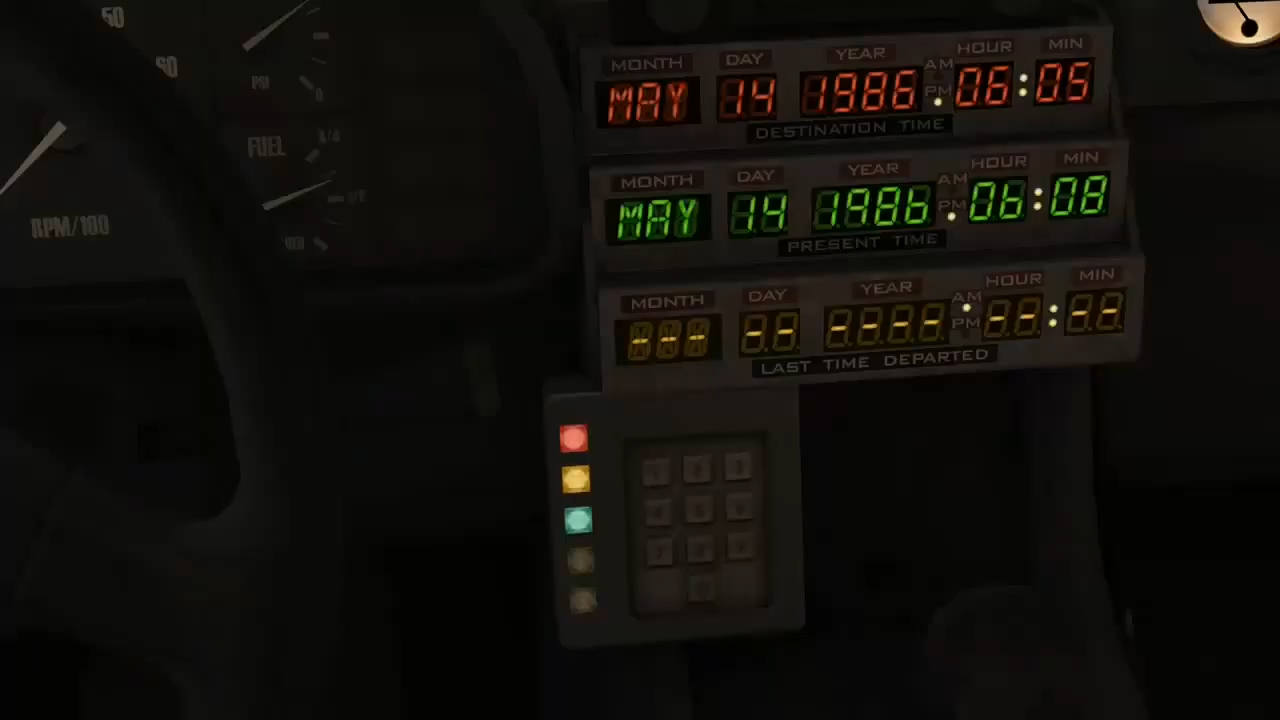 50
60
PSI
0
FUEL
RPM/100
MONTH DAY YEAR AM PM HOUR MIN
MAY 14 1986 06:05
DESTINATION TIME
MONTH DAY YEAR AM PM HOUR MIN
MAY 14 1986 06:08
PRESENT TIME
MONTH DAY YEAR AM PM HOUR MIN
--- -- ---- --:--
LAST TIME DEPARTED